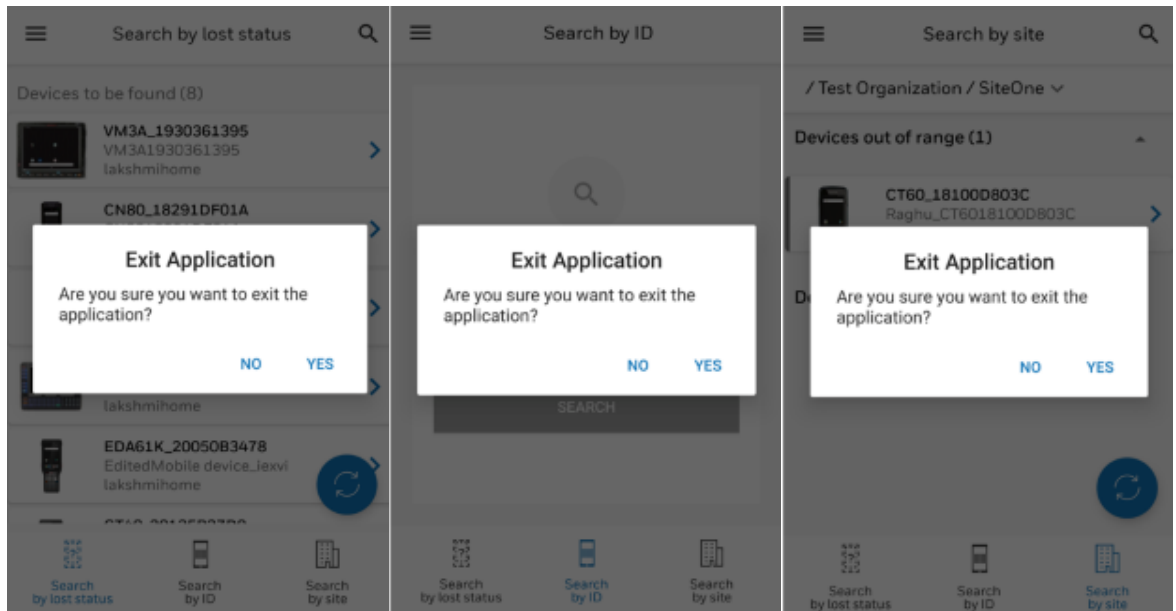 Search by lost status
Devices to be found (8)
VM3A_1930361395
VM3A1930361395
lakshmihome
CN80_18291DF01A
Exit Application
Are you sure you want to exit the
application?
NO YES
lakshmihome
EDA61K_20050B3478
EditedMobile device_iexvi
lakshmihome
Search
by lost status
Search
by ID
Search
by site
Search by ID
Exit Application
Are you sure you want to exit the
application?
NO YES
SEARCH
Search
by lost status
Search
by ID
Search
by site
Search by site
/ Test Organization / SiteOne
Devices out of range (1)
CT60_18100D803C
Raghu_CT6018100D803C
Exit Application
Are you sure you want to exit the
application?
NO YES
Search
by lost status
Search
by ID
Search
by site